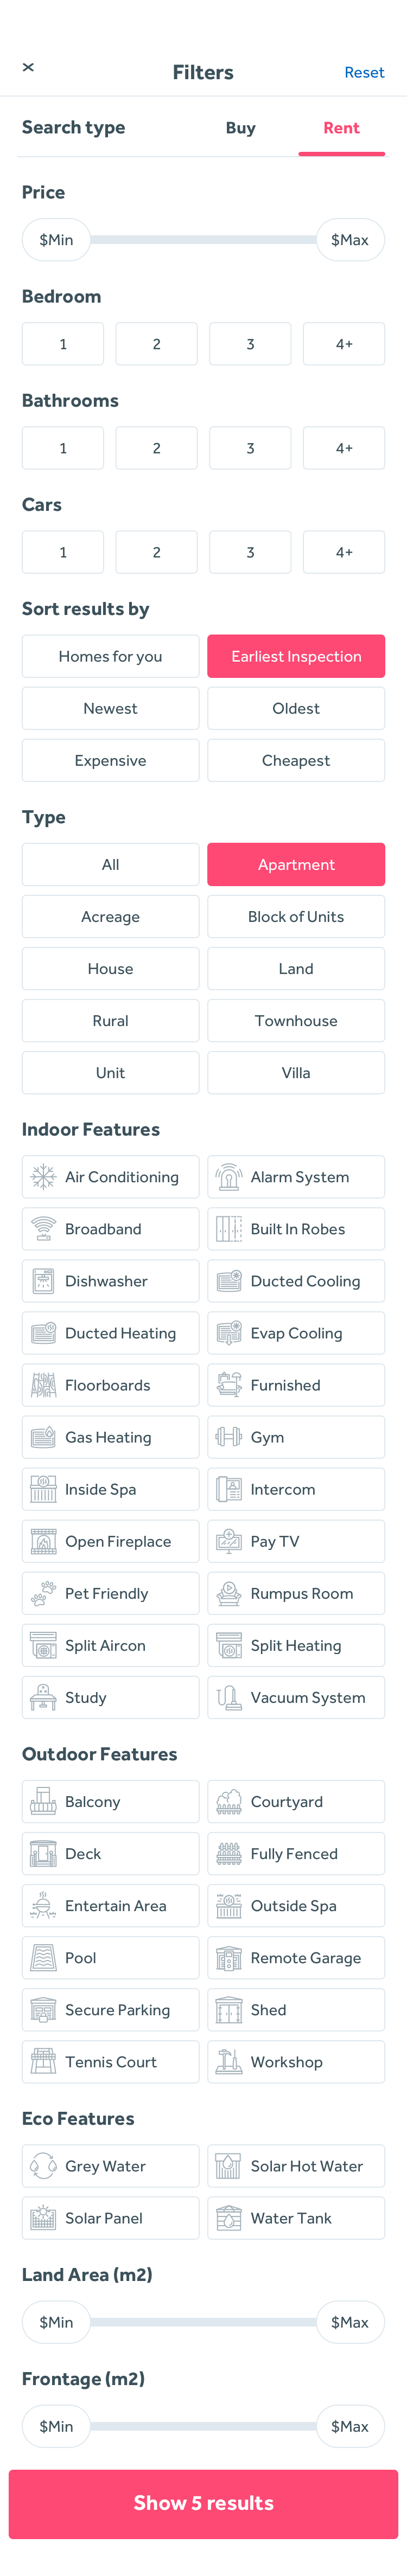 Filters
Reset
Search type Buy Rent
Price
$Min $Max
Bedroom
1 2 3 4+
Bathrooms
1 2 3 4+
Cars
1 2 3 4+
Sort results by
Homes for you Earliest Inspection
Newest Oldest
Expensive Cheapest
Type
All Apartment
Acreage Block of Units
House Land
Rural Townhouse
Unit Villa
Indoor Features
Air Conditioning Alarm System
Broadband Built In Robes
Dishwasher Ducted Cooling
Ducted Heating Evap Cooling
Floorboards Furnished
Gas Heating Gym
Inside Spa Intercom
Open Fireplace Pay TV
Pet Friendly Rumpus Room
Split Aircon Split Heating
Study Vacuum System
Outdoor Features
Balcony Courtyard
Deck Fully Fenced
Entertain Area Outside Spa
Pool Remote Garage
Secure Parking Shed
Tennis Court Workshop
Eco Features
Grey Water Solar Hot Water
Solar Panel Water Tank
Land Area (m2)
$Min $Max
Frontage (m2)
$Min $Max
Show 5 results